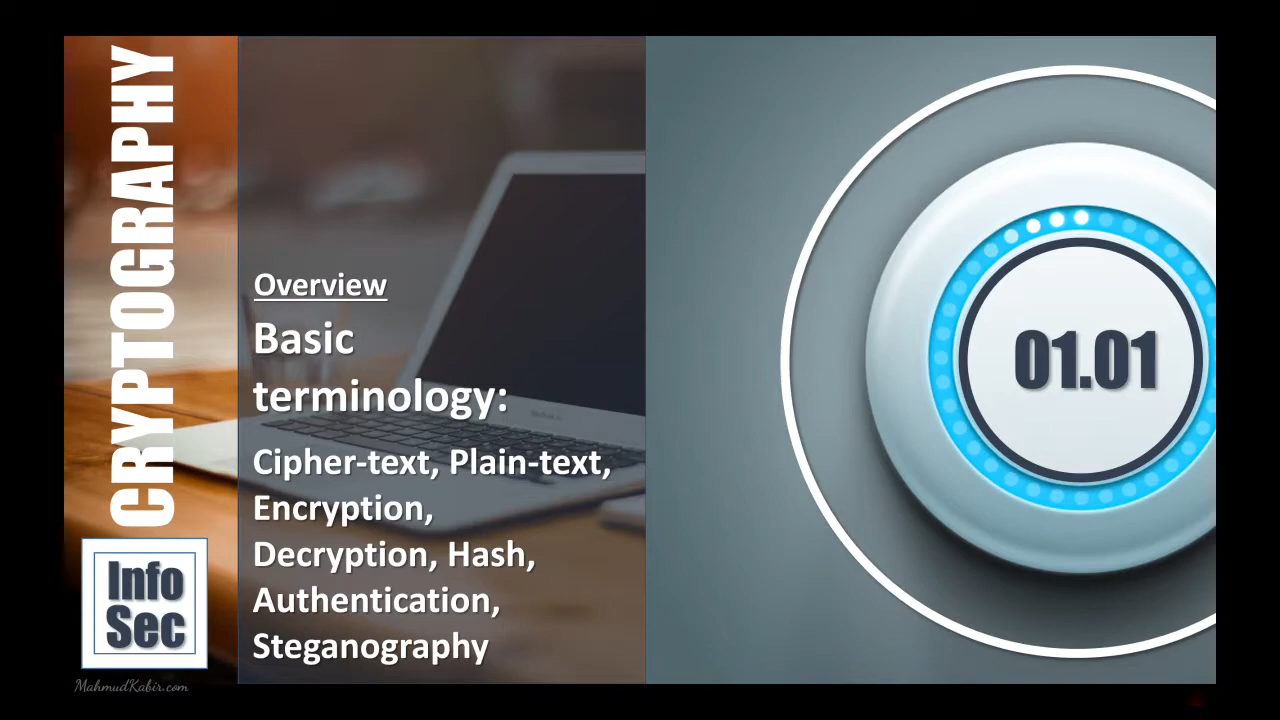 CRYPTOGRAPHY
Info
Sec
MahmudKabir.com
Overview
Basic
terminology:
Cipher-text, Plain-text,
Encryption,
Decryption, Hash,
Authentication,
Steganography
01.01